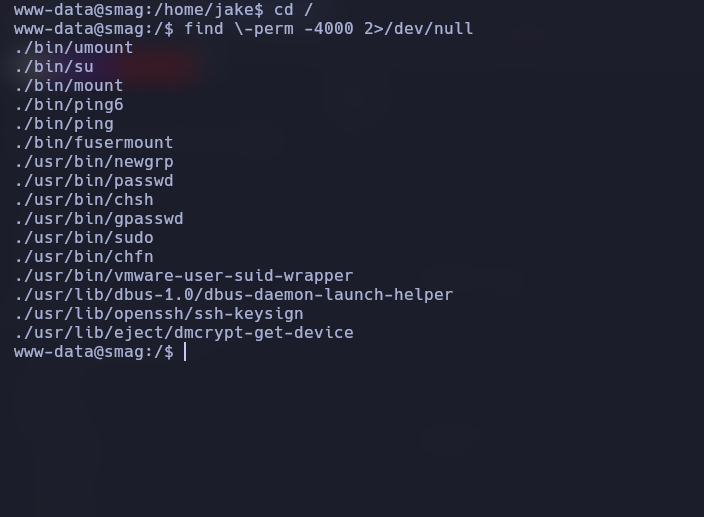 www-data@smag:/home/jake$ cd /
www-data@smag:/$ find \-perm -4000 2>/dev/null
./bin/umount
./bin/su
./bin/mount
./bin/ping6
./bin/ping
./bin/fusermount
./usr/bin/newgrp
./usr/bin/passwd
./usr/bin/chsh
./usr/bin/gpasswd
./usr/bin/sudo
./usr/bin/chfn
./usr/bin/vmware-user-suid-wrapper
./usr/lib/dbus-1.0/dbus-daemon-launch-helper
./usr/lib/openssh/ssh-keysign
./usr/lib/eject/dmcrypt-get-device
www-data@smag:/$